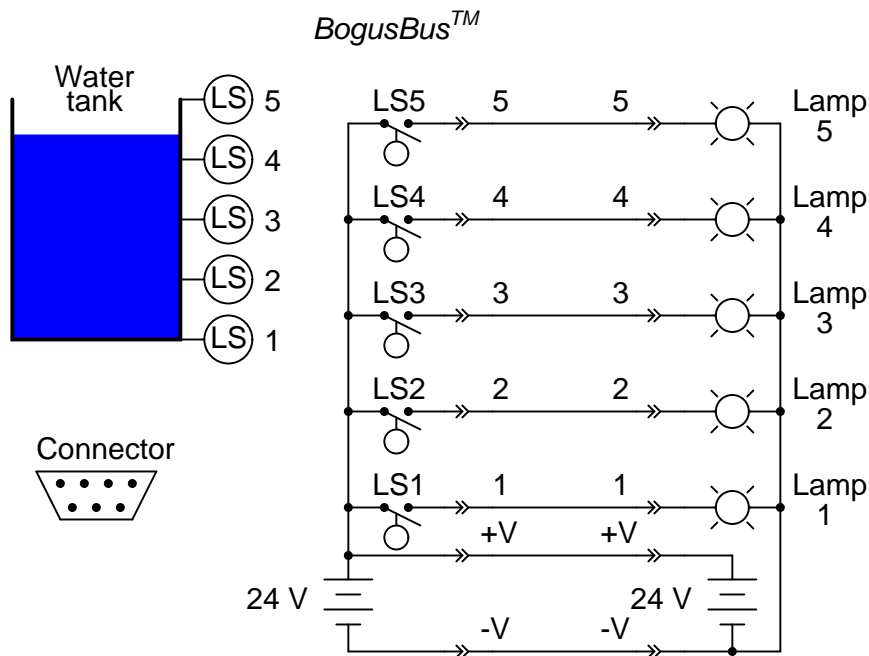 BogusBusTM
Water
tank
LS 5
LS 4
LS 3
LS 2
LS 1
Connector
LS5 5 5 Lamp
5
LS4 4 4 Lamp
4
LS3 3 3 Lamp
3
LS2 2 2 Lamp
2
LS1 1 1 Lamp
1
+V +V
24 V 24 V
-V -V